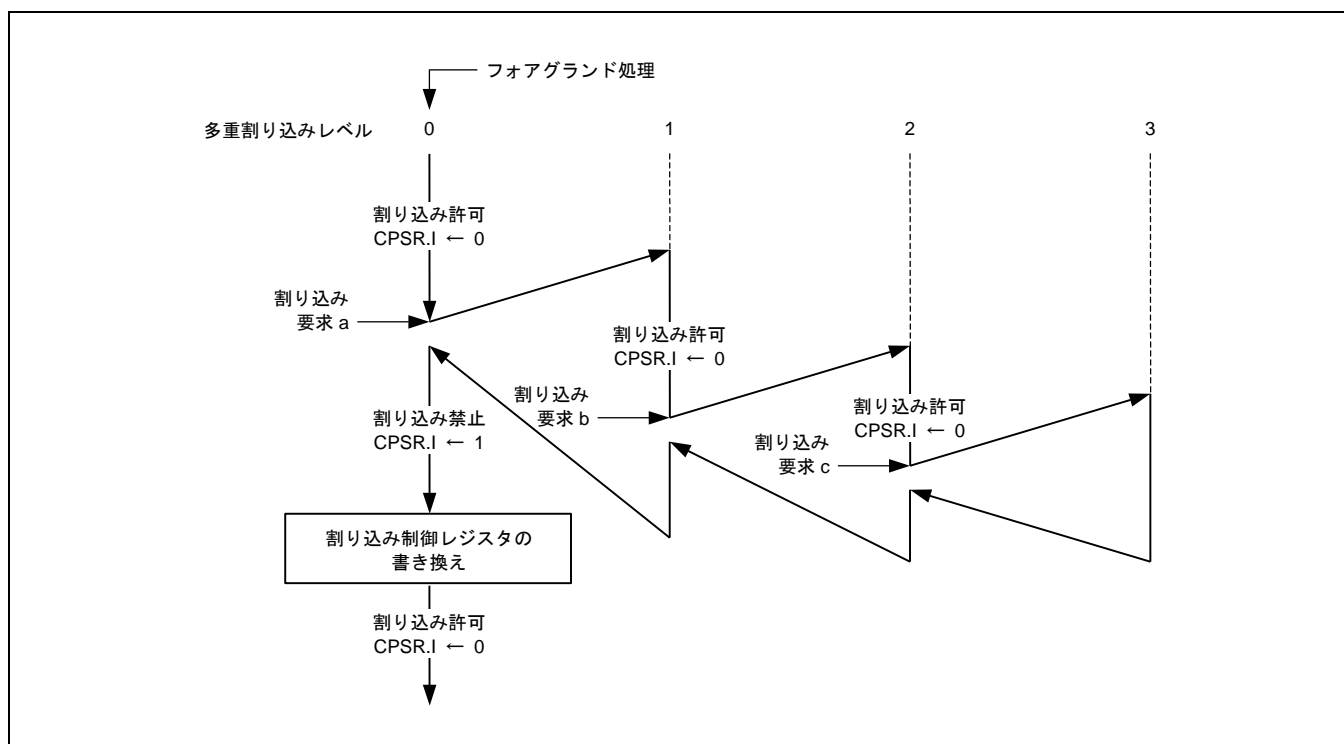 フォアグランド処理
多重割り込みレベル 0 1 2 3
割り込み許可
CPSR.I ← 0
割り込み
要求 a
割り込み許可
CPSR.I ← 0
割り込み
要求 b
割り込み許可
CPSR.I ← 0
割り込み
要求 c
割り込み禁止
CPSR.I ← 1
割り込み制御レジスタの
書き換え
割り込み許可
CPSR.I ← 0